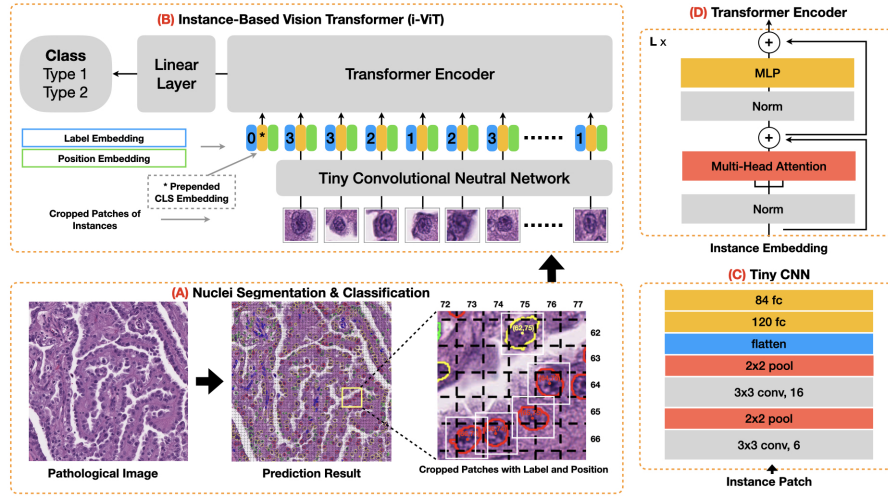 (B) Instance-Based Vision Transformer (i-ViT)
Class
Type 1
Type 2
Linear
Layer
Transformer Encoder
Label Embedding
Position Embedding
0 * 3 3 2 1 2 3 ...... 1
* Prepended
CLS Embedding
Tiny Convolutional Neural Network
Cropped Patches of
Instances
......
(A) Nuclei Segmentation & Classification
72 73 74 75 76 77
(62,75)
62
63
64
65
66
Pathological Image
Prediction Result
Cropped Patches with Label and Position
(D) Transformer Encoder
L x
+
MLP
Norm
+
Multi-Head Attention
Norm
Instance Embedding
(C) Tiny CNN
84 fc
120 fc
flatten
2x2 pool
3x3 conv, 16
2x2 pool
3x3 conv, 6
Instance Patch